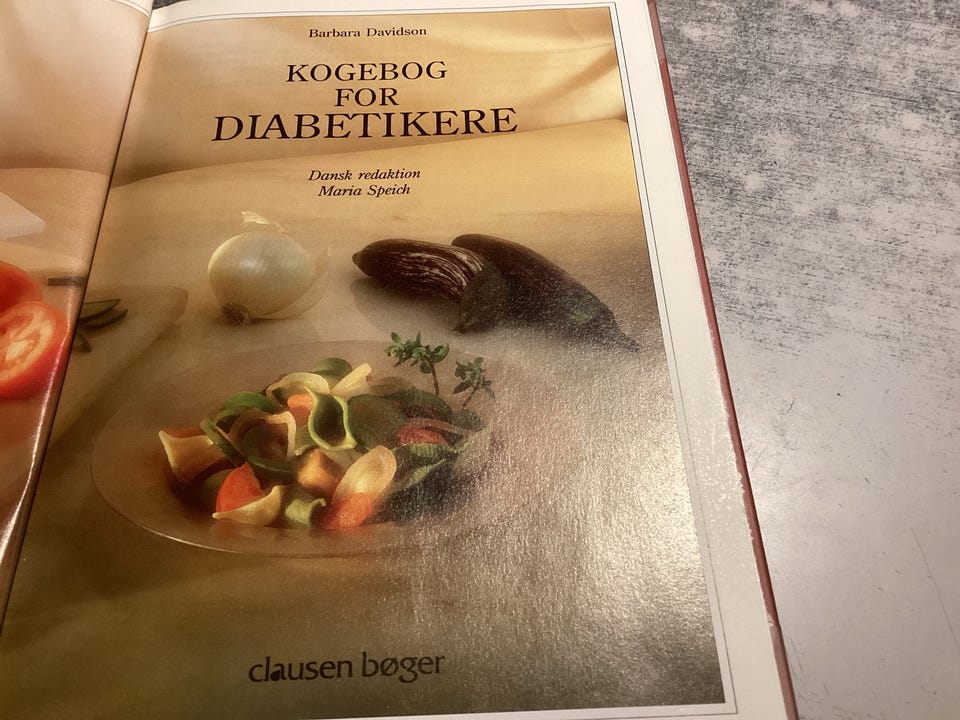 Barbara Davidson
KOGEBOG
FOR
DIABETIKERE
Dansk redaktion
Maria Speich
clausen bøger